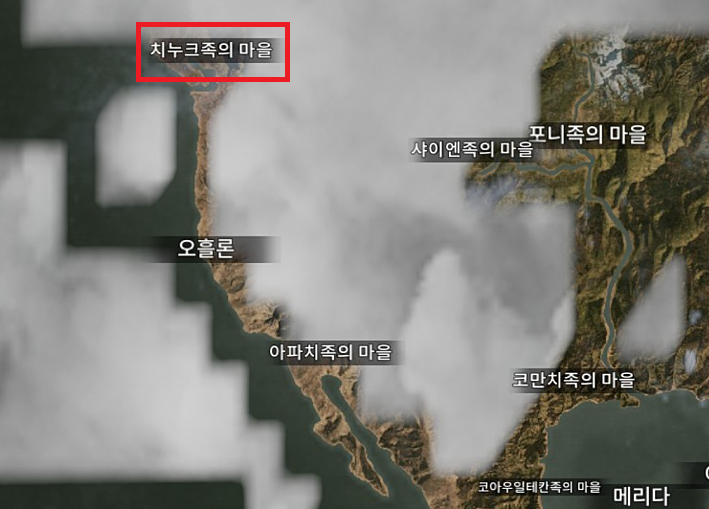 치누크족의 마을
포니족의 마을
샤이엔족의 마을
오흘론
아파치족의 마을
코만치족의 마을
코아우일테칸족의 마을
메리다